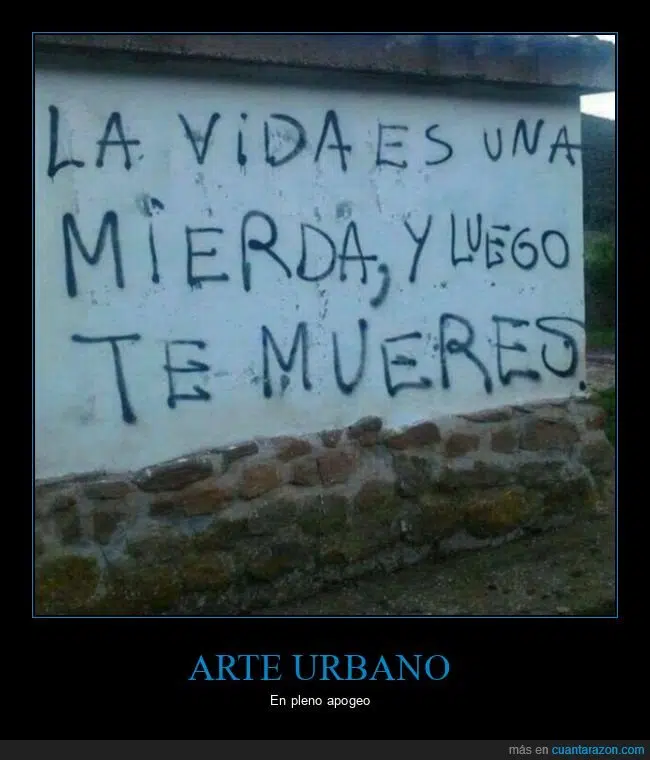 LA ViDA ES UNA
MiERDA, Y LUEGO
TE MUERES.
ARTE URBANO
En pleno apogeo
más en cuantarazon.com